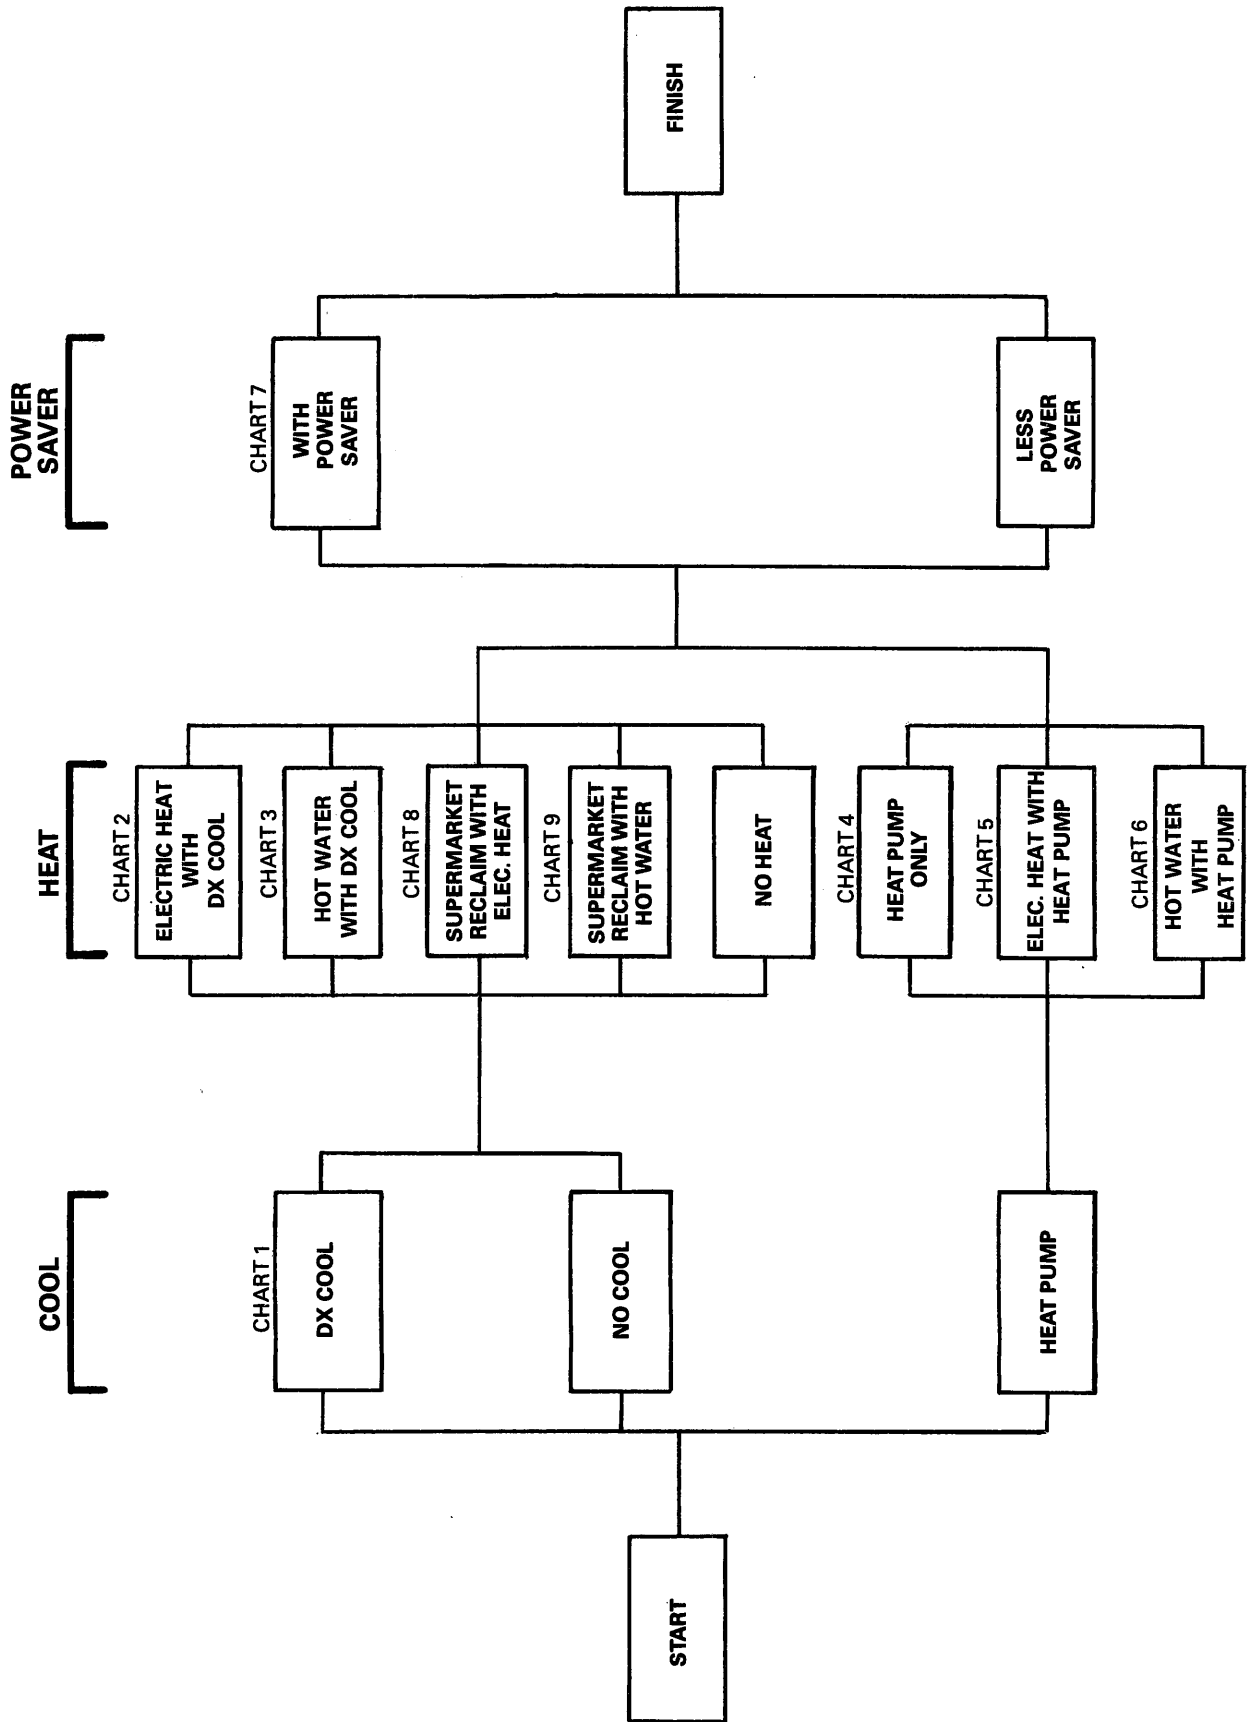 COOL
HEAT
POWER
SAVER
START
CHART 1
DX COOL
NO COOL
HEAT PUMP
CHART 2
ELECTRIC HEAT
WITH
DX COOL
CHART 3
HOT WATER
WITH DX COOL
CHART 8
SUPERMARKET
RECLAIM WITH
ELEC. HEAT
CHART 9
SUPERMARKET
RECLAIM WITH
HOT WATER
NO HEAT
CHART 4
HEAT PUMP
ONLY
CHART 5
ELEC. HEAT WITH
HEAT PUMP
CHART 6
HOT WATER
WITH
HEAT PUMP
CHART 7
WITH
POWER
SAVER
LESS
POWER
SAVER
FINISH